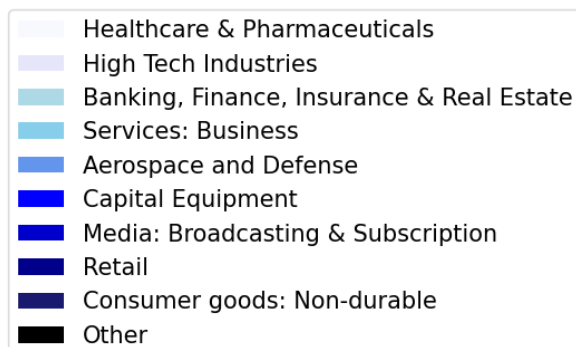 Healthcare & Pharmaceuticals
High Tech Industries
Banking, Finance, Insurance & Real Estate
Services: Business
Aerospace and Defense
Capital Equipment
Media: Broadcasting & Subscription
Retail
Consumer goods: Non-durable
Other